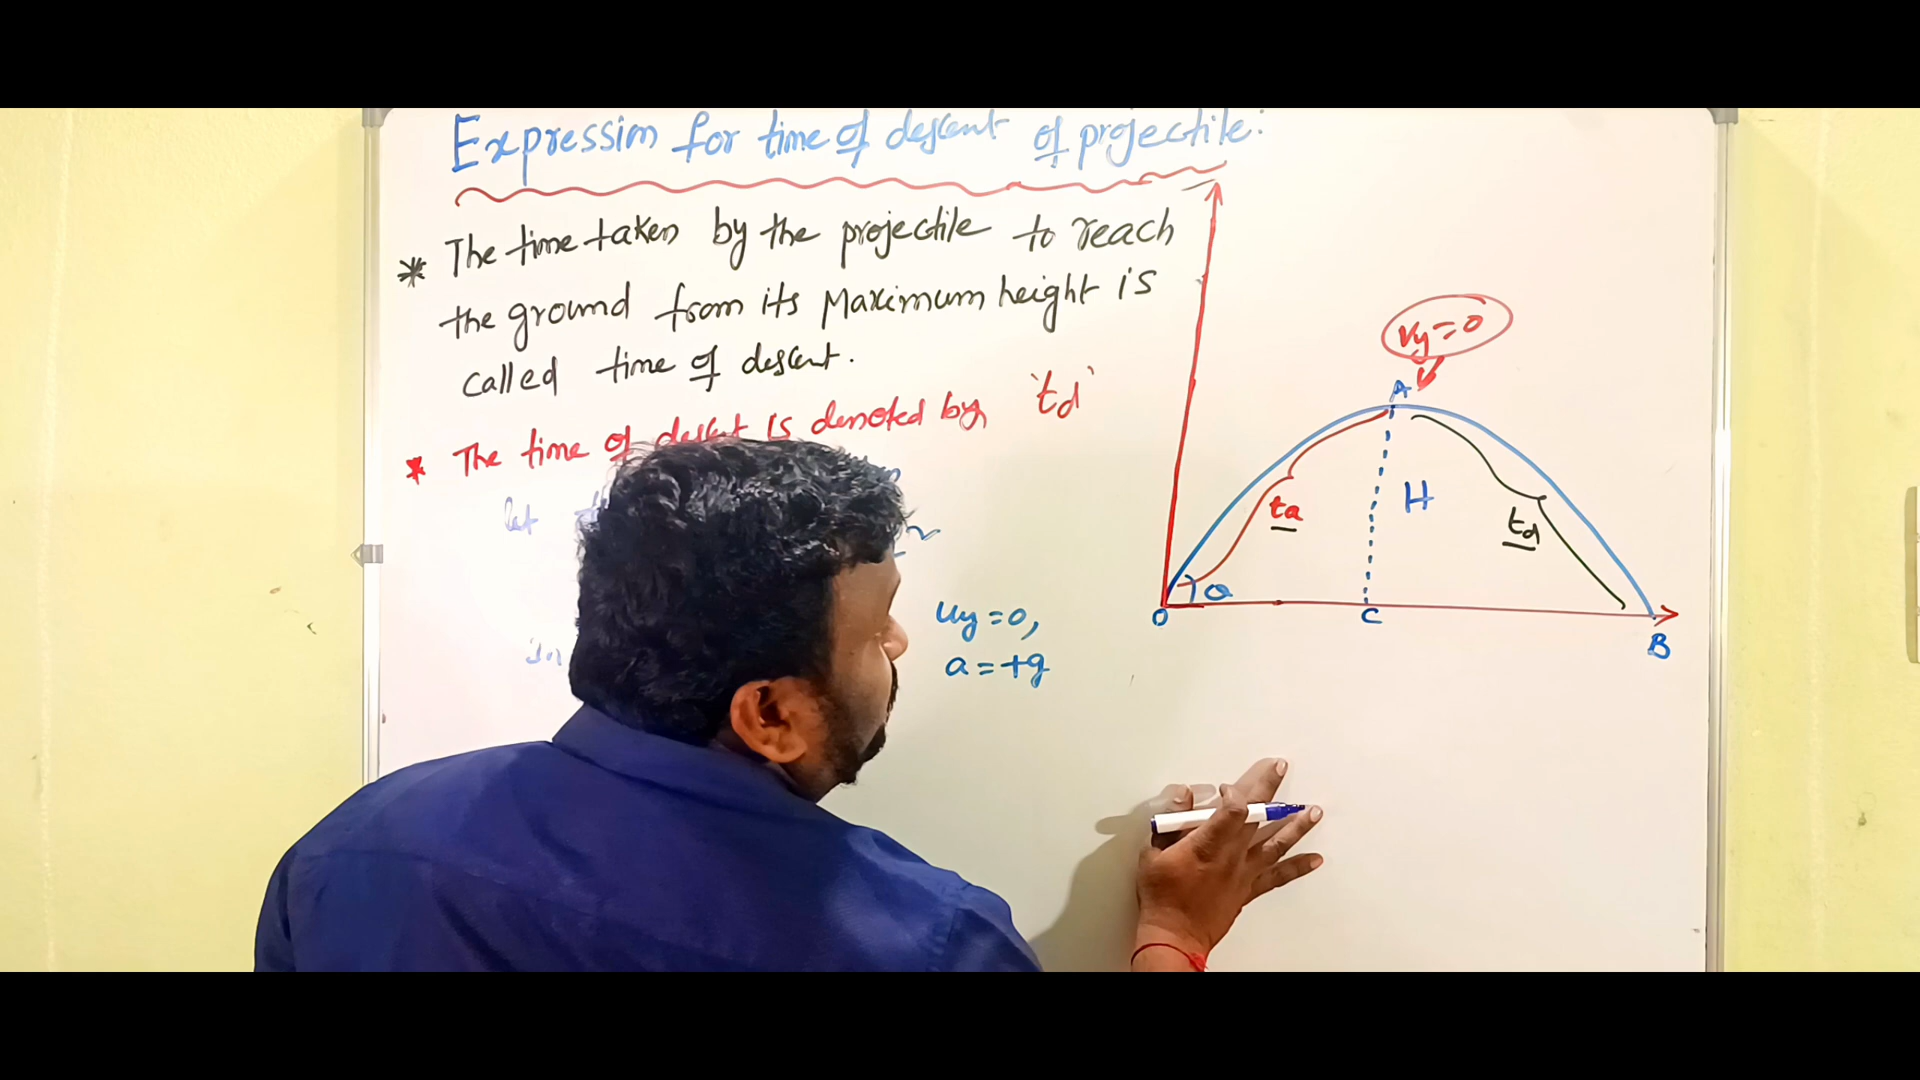 Expression for time of descent of projectile:
* The time taken by the projectile to reach
the ground from its Maximum height is
called time of descent.
* The time of descent is denoted by 'td'
let
in
uy = 0,
a = +g
Vy = 0
A
H
ta
td
θ
O
C
B